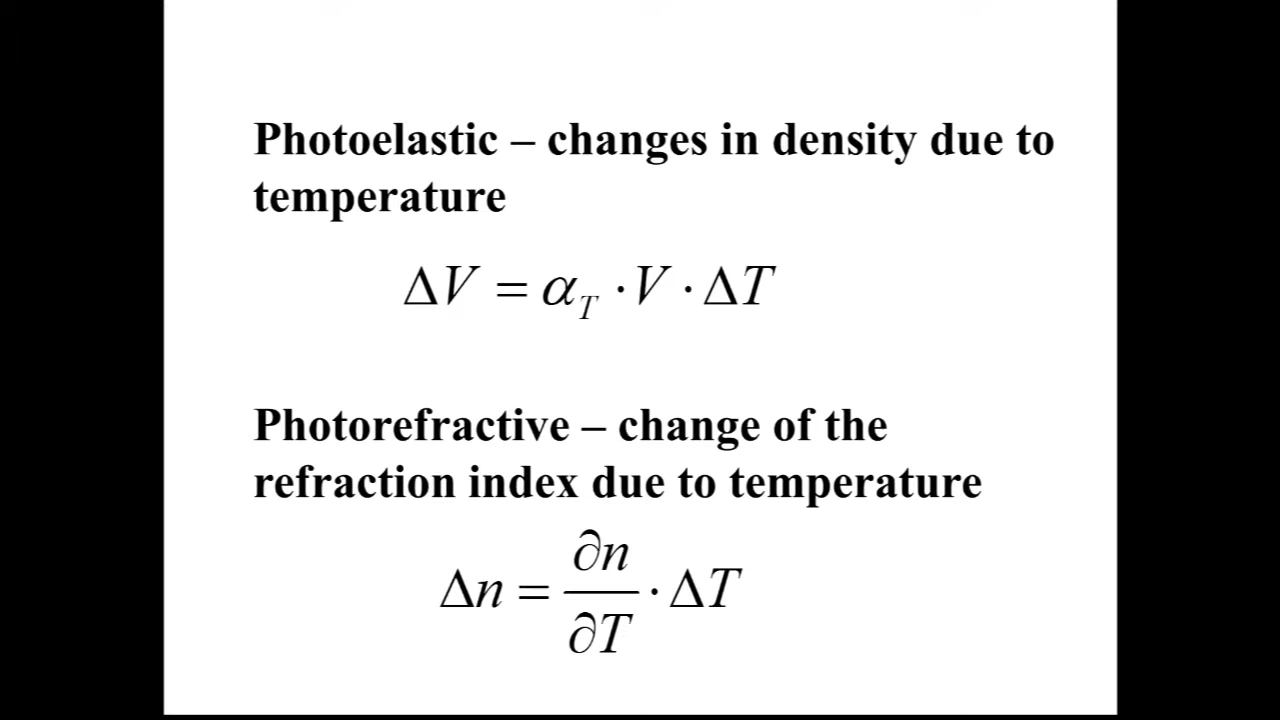 Photoelastic – changes in density due to
temperature
ΔV = α_T · V · ΔT
Photorefractive – change of the
refraction index due to temperature
Δn = ∂n/∂T · ΔT